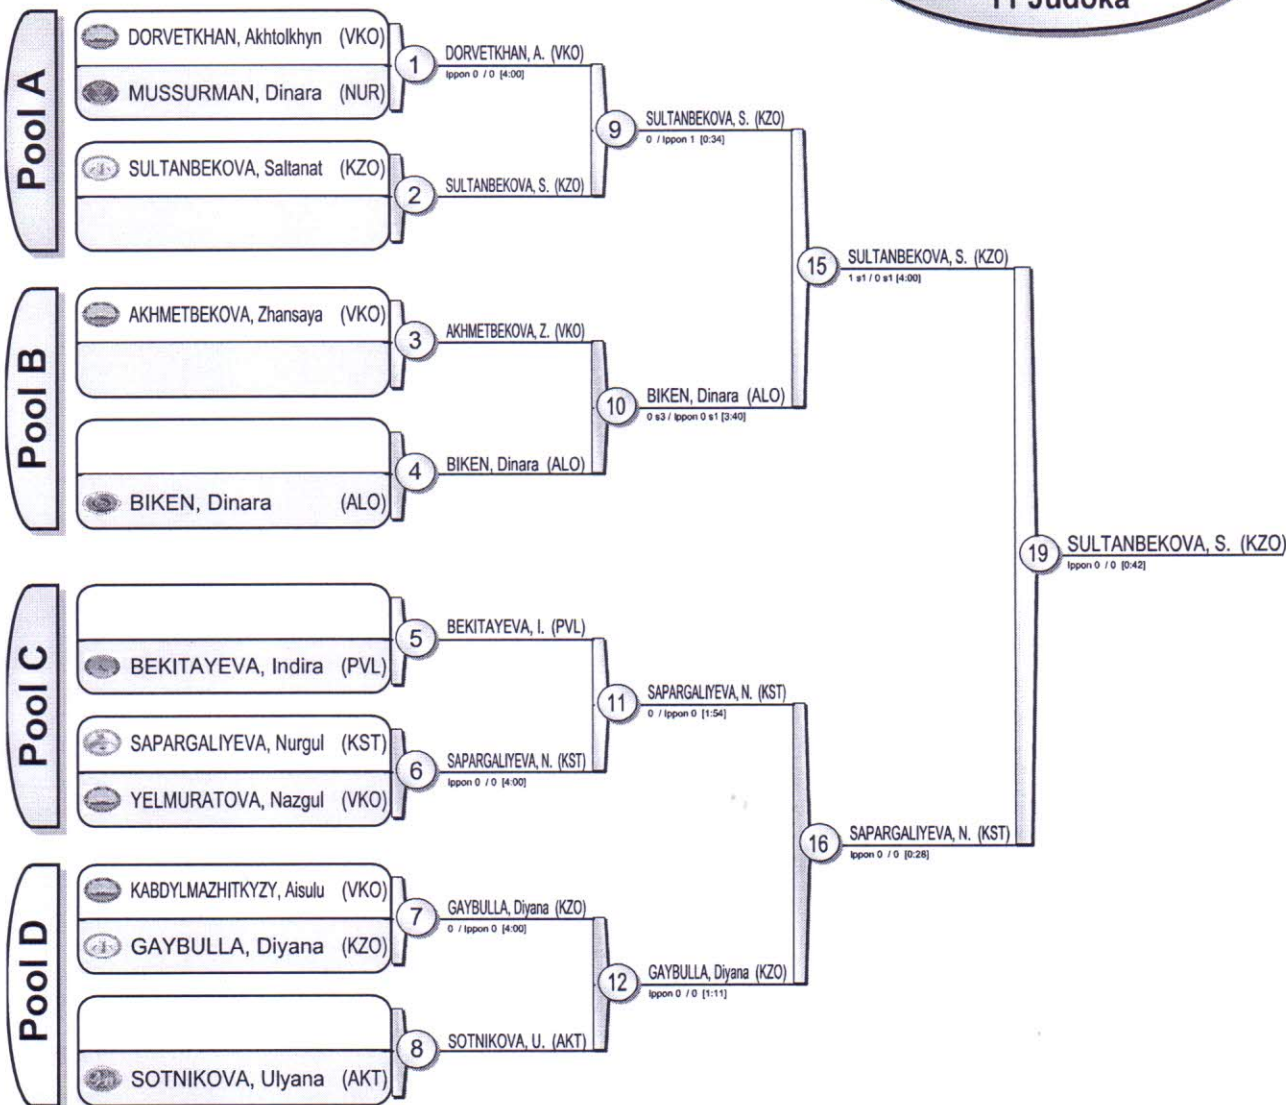 11 Judoka
Pool A
DORVETKHAN, Akhtolkhyn (VKO)
MUSSURMAN, Dinara (NUR)
SULTANBEKOVA, Saltanat (KZO)
1
DORVETKHAN, A. (VKO)
Ippon 0 / 0 [4:00]
2
SULTANBEKOVA, S. (KZO)
9
SULTANBEKOVA, S. (KZO)
0 / Ippon 1 [0:34]
Pool B
AKHMETBEKOVA, Zhansaya (VKO)
BIKEN, Dinara (ALO)
3
AKHMETBEKOVA, Z. (VKO)
4
BIKEN, Dinara (ALO)
10
BIKEN, Dinara (ALO)
0 s3 / Ippon 0 s1 [3:40]
15
SULTANBEKOVA, S. (KZO)
1 s1 / 0 s1 [4:00]
Pool C
BEKITAYEVA, Indira (PVL)
SAPARGALIYEVA, Nurgul (KST)
YELMURATOVA, Nazgul (VKO)
5
BEKITAYEVA, I. (PVL)
6
SAPARGALIYEVA, N. (KST)
Ippon 0 / 0 [4:00]
11
SAPARGALIYEVA, N. (KST)
0 / Ippon 0 [1:54]
Pool D
KABDYLMAZHITKYZY, Aisulu (VKO)
GAYBULLA, Diyana (KZO)
SOTNIKOVA, Ulyana (AKT)
7
GAYBULLA, Diyana (KZO)
0 / Ippon 0 [4:00]
8
SOTNIKOVA, U. (AKT)
12
GAYBULLA, Diyana (KZO)
Ippon 0 / 0 [1:11]
16
SAPARGALIYEVA, N. (KST)
Ippon 0 / 0 [0:28]
19
SULTANBEKOVA, S. (KZO)
Ippon 0 / 0 [0:42]